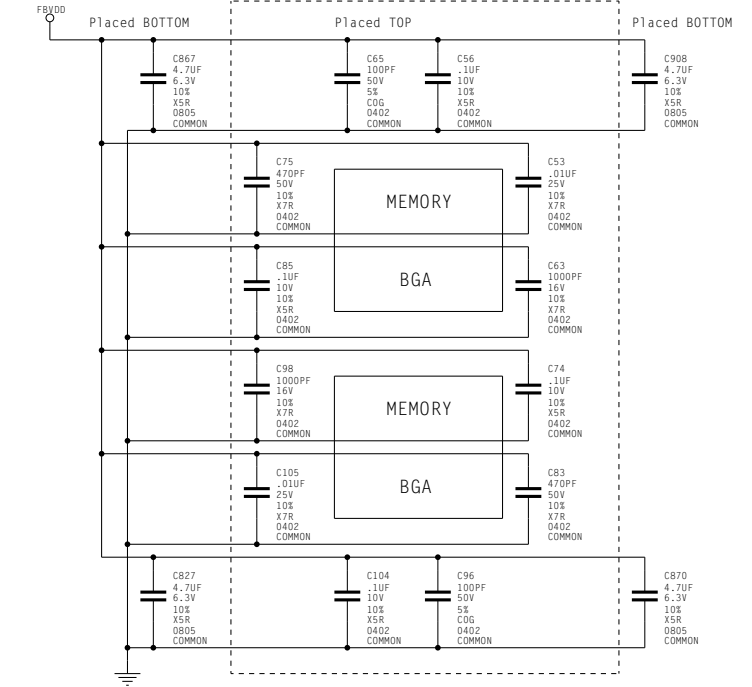 FBVDD
Placed BOTTOM
Placed TOP
Placed BOTTOM
C867
4.7UF
6.3V
10%
X5R
0805
COMMON
C65
100PF
50V
5%
COG
0402
COMMON
C56
.1UF
10V
10%
X5R
0402
COMMON
C908
4.7UF
6.3V
10%
X5R
0805
COMMON
C75
470PF
50V
10%
X7R
0402
COMMON
MEMORY
C53
.01UF
25V
10%
X7R
0402
COMMON
C85
.1UF
10V
10%
X5R
0402
COMMON
BGA
C63
1000PF
16V
10%
X7R
0402
COMMON
C98
1000PF
16V
10%
X7R
0402
COMMON
MEMORY
C74
.1UF
10V
10%
X5R
0402
COMMON
C105
.01UF
25V
10%
X7R
0402
COMMON
BGA
C83
470PF
50V
10%
X7R
0402
COMMON
C827
4.7UF
6.3V
10%
X5R
0805
COMMON
C104
.1UF
10V
10%
X5R
0402
COMMON
C96
100PF
50V
5%
COG
0402
COMMON
C870
4.7UF
6.3V
10%
X5R
0805
COMMON